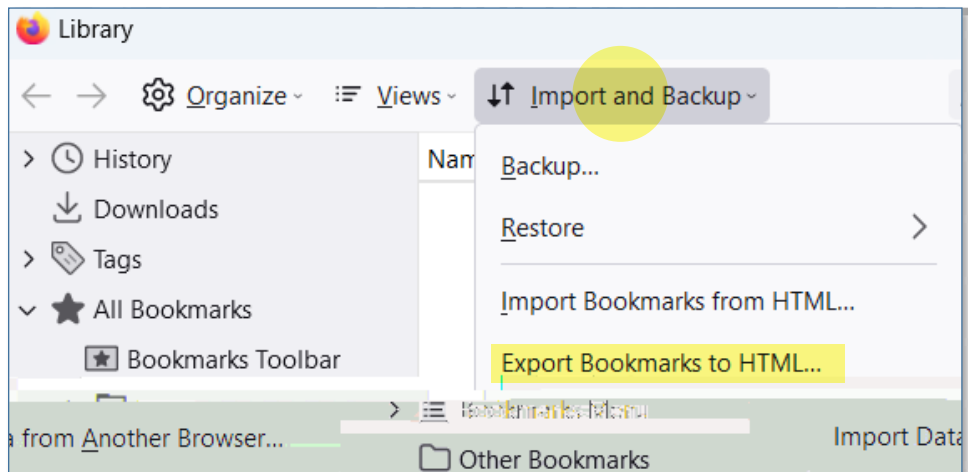 Library
Organize Views Import and Backup
History
Nam
Backup...
Downloads
Restore
Tags
All Bookmarks
Import Bookmarks from HTML...
Bookmarks Toolbar
Export Bookmarks to HTML...
from Another Browser...
Import Data
Other Bookmarks